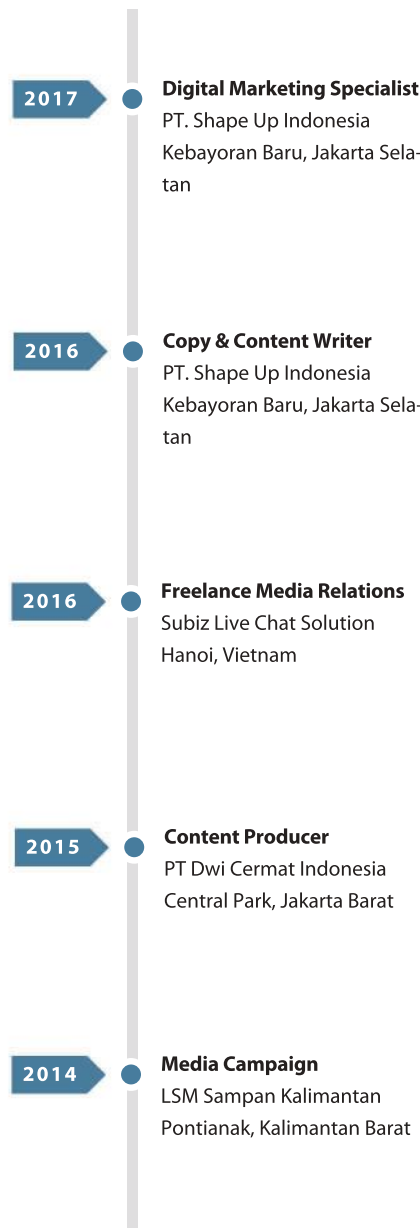 2017
Digital Marketing Specialist
PT. Shape Up Indonesia
Kebayoran Baru, Jakarta Sela-
tan
2016
Copy & Content Writer
PT. Shape Up Indonesia
Kebayoran Baru, Jakarta Sela-
tan
2016
Freelance Media Relations
Subiz Live Chat Solution
Hanoi, Vietnam
2015
Content Producer
PT Dwi Cermat Indonesia
Central Park, Jakarta Barat
2014
Media Campaign
LSM Sampan Kalimantan
Pontianak, Kalimantan Barat